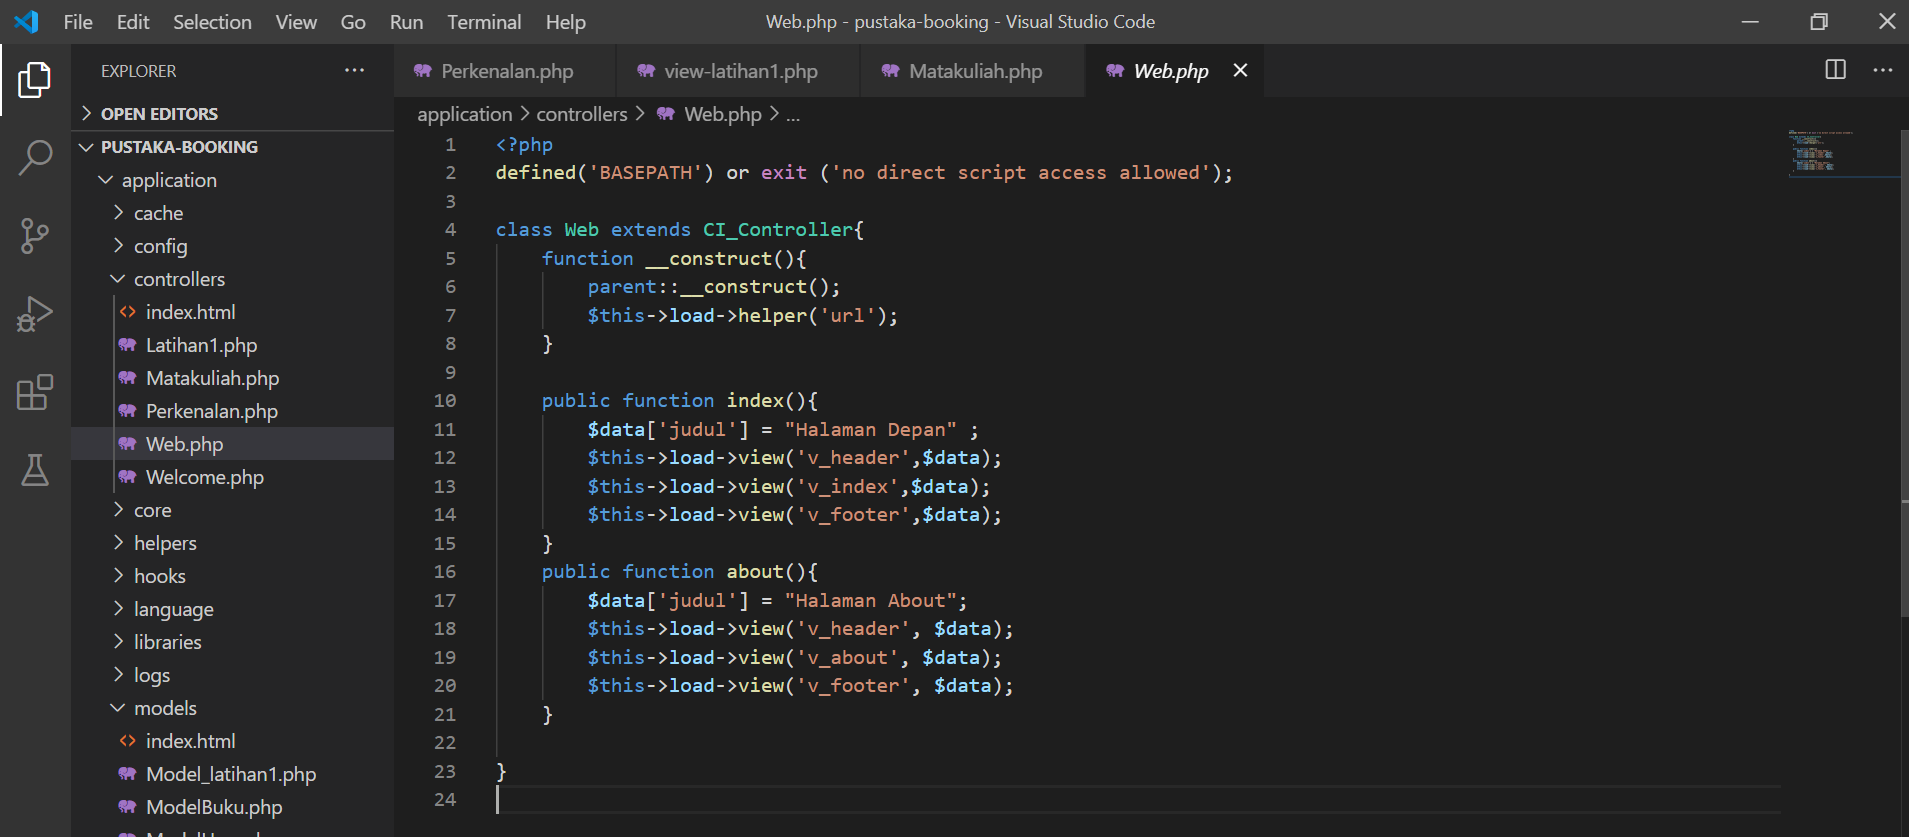 File Edit Selection View Go Run Terminal Help
Web.php - pustaka-booking - Visual Studio Code
EXPLORER
OPEN EDITORS
PUSTAKA-BOOKING
application
cache
config
controllers
index.html
Latihan1.php
Matakuliah.php
Perkenalan.php
Web.php
Welcome.php
core
helpers
hooks
language
libraries
logs
models
index.html
Model_latihan1.php
ModelBuku.php
Perkenalan.php view-latihan1.php Matakuliah.php Web.php
application > controllers > Web.php > ...
1 <?php
2 defined('BASEPATH') or exit ('no direct script access allowed');
3
4 class Web extends CI_Controller{
5 function __construct(){
6 parent::__construct();
7 $this->load->helper('url');
8 }
9
10 public function index(){
11 $data['judul'] = "Halaman Depan" ;
12 $this->load->view('v_header',$data);
13 $this->load->view('v_index',$data);
14 $this->load->view('v_footer',$data);
15 }
16 public function about(){
17 $data['judul'] = "Halaman About";
18 $this->load->view('v_header', $data);
19 $this->load->view('v_about', $data);
20 $this->load->view('v_footer', $data);
21 }
22
23 }
24